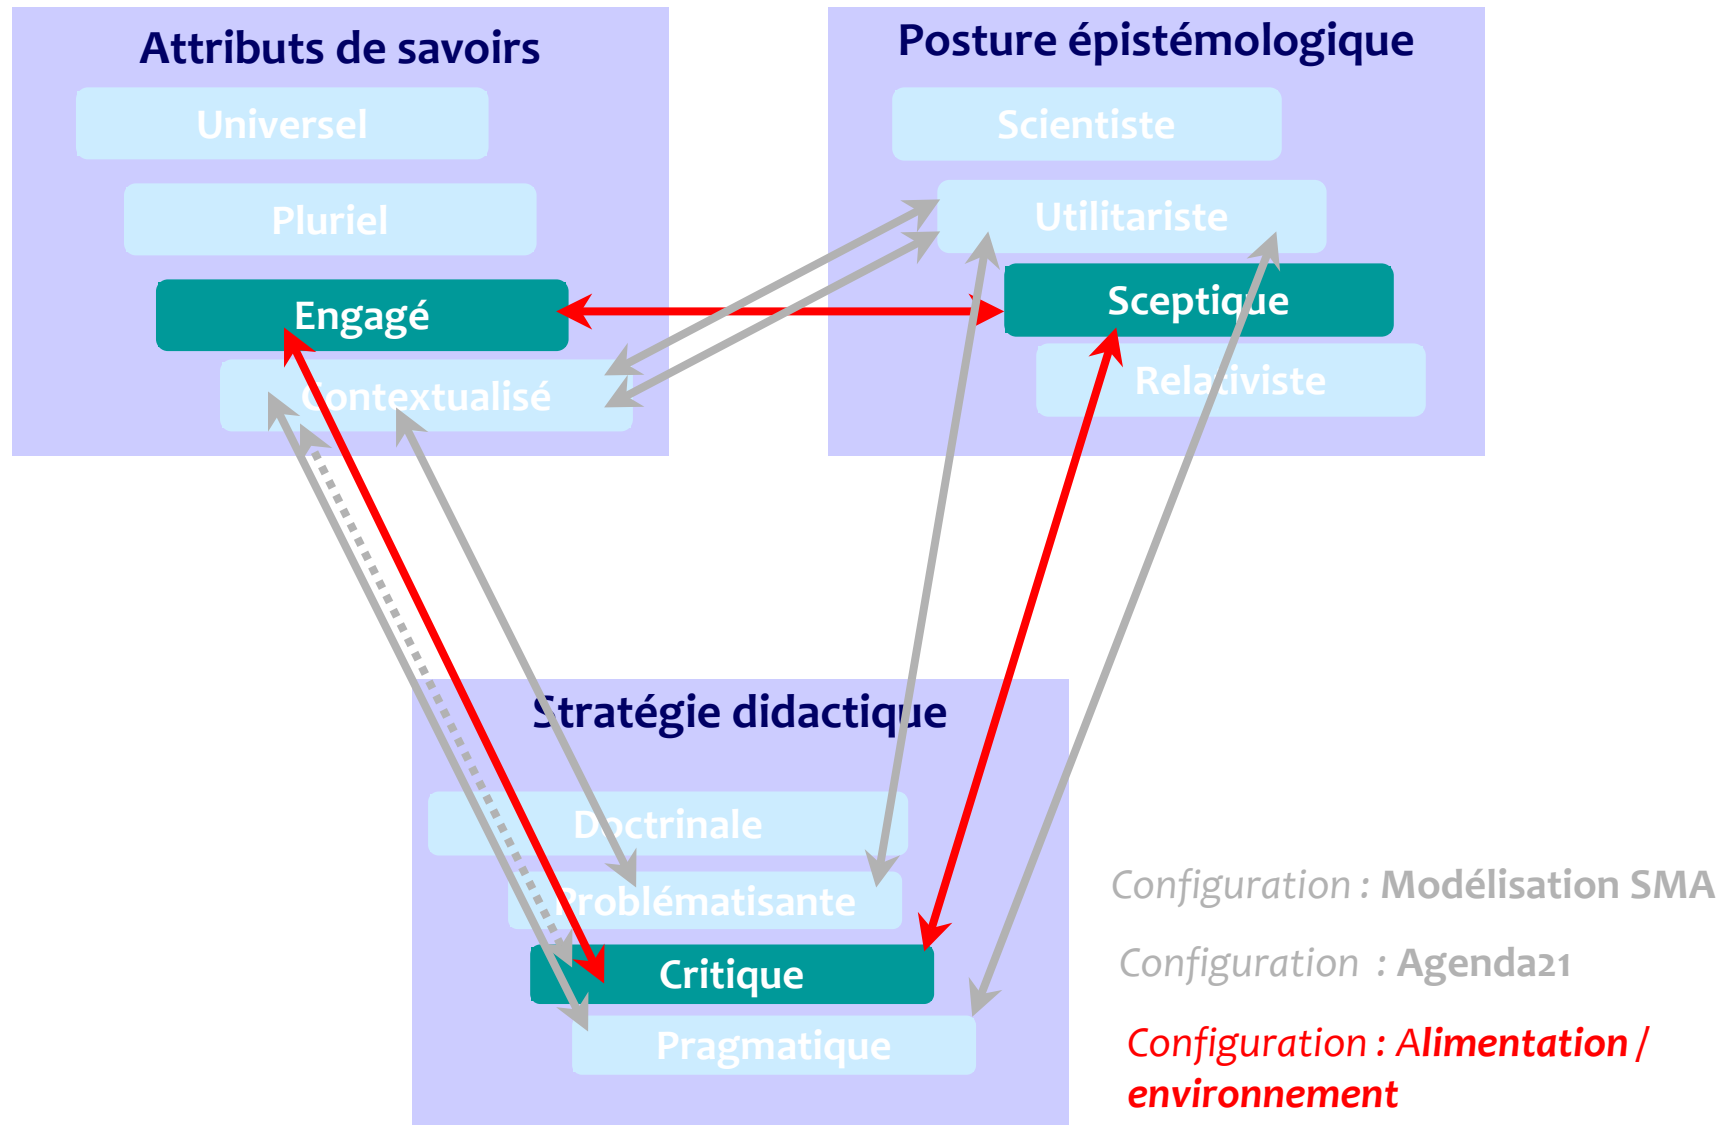 Attributs de savoirs
Universel
Pluriel
Engagé
Contextualisé
Posture épistémologique
Scientiste
Utilitariste
Sceptique
Relativiste
Stratégie didactique
Doctrinale
Problématisante
Critique
Pragmatique
Configuration : Modélisation SMA
Configuration : Agenda21
Configuration : Alimentation /
environnement